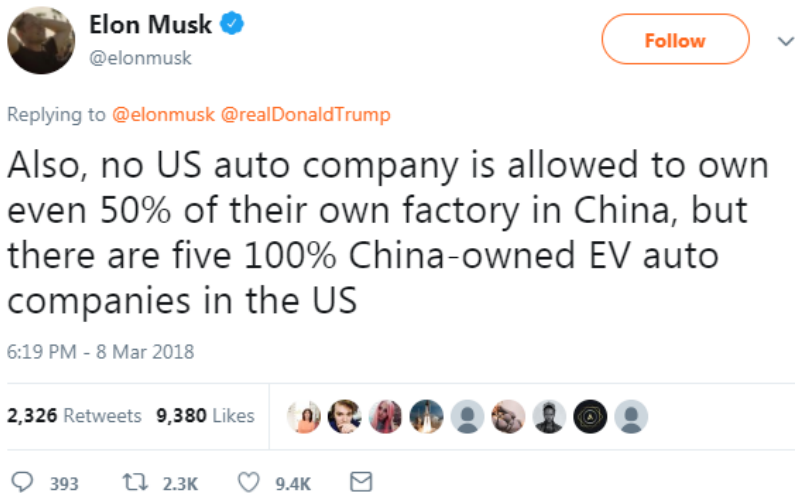 Elon Musk
@elonmusk
Follow
Replying to @elonmusk @realDonaldTrump
Also, no US auto company is allowed to own
even 50% of their own factory in China, but
there are five 100% China-owned EV auto
companies in the US
6:19 PM - 8 Mar 2018
2,326 Retweets 9,380 Likes
393 2.3K 9.4K